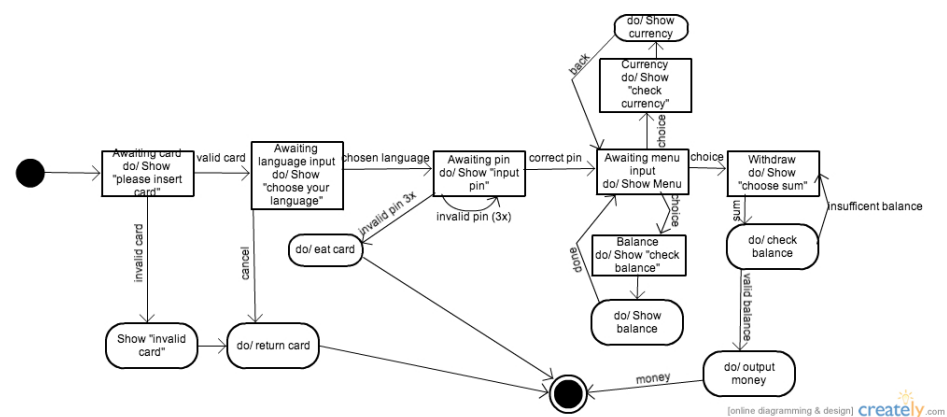 do/ Show
currency
back
Currency
do/ Show
"check
currency"
choice
Awaiting card
do/ Show
"please insert
card"
valid card
Awaiting
language input
do/ Show
"choose your
language"
chosen language
Awaiting pin
do/ Show "input
pin"
correct pin
Awaiting menu
input
do/ Show Menu
choice
Withdraw
do/ Show
"choose sum"
invalid pin 3x
invalid pin (3x)
choice
sum
insufficent balance
invalid card
cancel
do/ eat card
done
Balance
do/ Show "check
balance"
do/ check
balance
valid balance
Show "invalid
card"
do/ return card
do/ Show
balance
do/ output
money
money
[online diagramming & design] creately.com